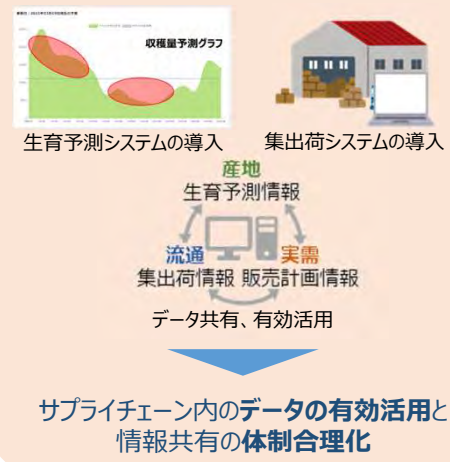 収穫量予測グラフ
生育予測システムの導入
集出荷システムの導入
産地
生育予測情報
流通
実需
集出荷情報 販売計画情報
データ共有、有効活用
サプライチェーン内のデータの有効活用と
情報共有の体制合理化